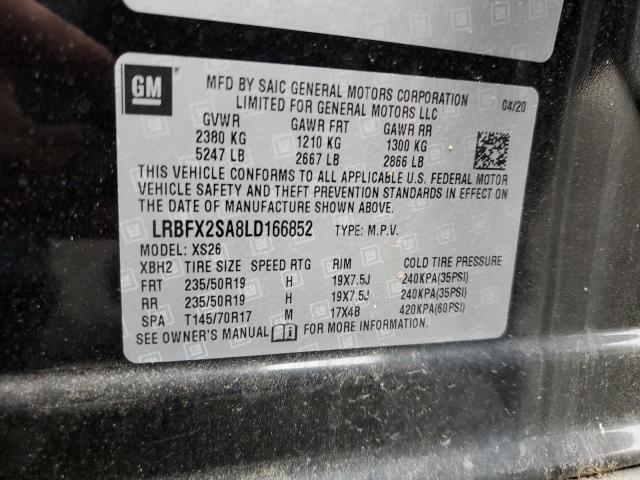 GM
MFD BY SAIC GENERAL MOTORS CORPORATION
LIMITED FOR GENERAL MOTORS LLC
04/20
GVWR GAWR FRT GAWR RR
2380 KG 1210 KG 1300 KG
5247 LB 2667 LB 2866 LB
THIS VEHICLE CONFORMS TO ALL APPLICABLE U.S. FEDERAL MOTOR
VEHICLE SAFETY AND THEFT PREVENTION STANDARDS IN EFFECT ON
THE DATE OF MANUFACTURE SHOWN ABOVE.
LRBFX2SA8LD166852 TYPE: M.P.V.
MODEL: XS26
XBH2 TIRE SIZE SPEED RTG RIM COLD TIRE PRESSURE
FRT 235/50R19 H 19X7.5J 240KPA(35PSI)
RR 235/50R19 H 19X7.5J 240KPA(35PSI)
SPA T145/70R17 M 17X4B 420KPA(60PSI)
SEE OWNER'S MANUAL FOR MORE INFORMATION.